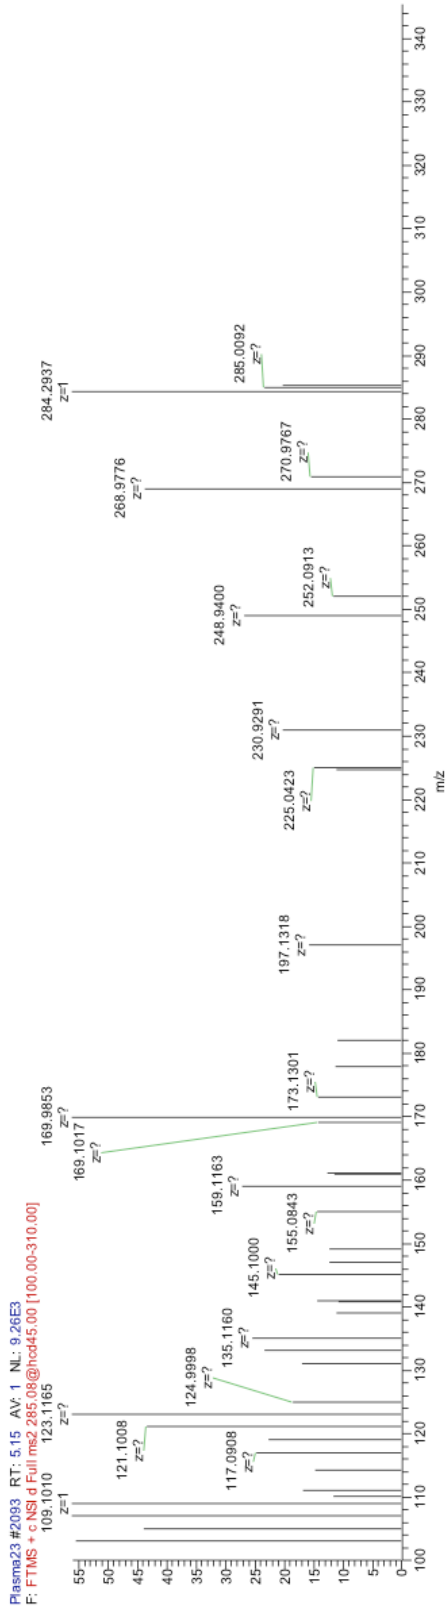 Plasma23 #2093 RT: 5.15 AV: 1 NL: 9.26E3
F: FTMS + c NSI d Full ms2 285.08@hcd45.00 [100.00-310.00]
109.1010
z=1
123.1165
z=?
121.1008
z=?
117.0908
z=?
124.9998
z=?
135.1160
z=?
145.1000
z=?
155.0843
z=?
159.1163
z=?
169.1017
z=?
169.9853
z=?
173.1301
z=?
197.1318
z=?
225.0423
z=?
230.9291
z=?
248.9400
z=?
252.0913
z=?
268.9776
z=?
270.9767
z=?
284.2937
z=1
285.0092
z=?
55
50
45
40
35
30
25
20
15
10
5
0
100 110 120 130 140 150 160 170 180 190 200 210 220 230 240 250 260 270 280 290 300 310 320 330 340
m/z